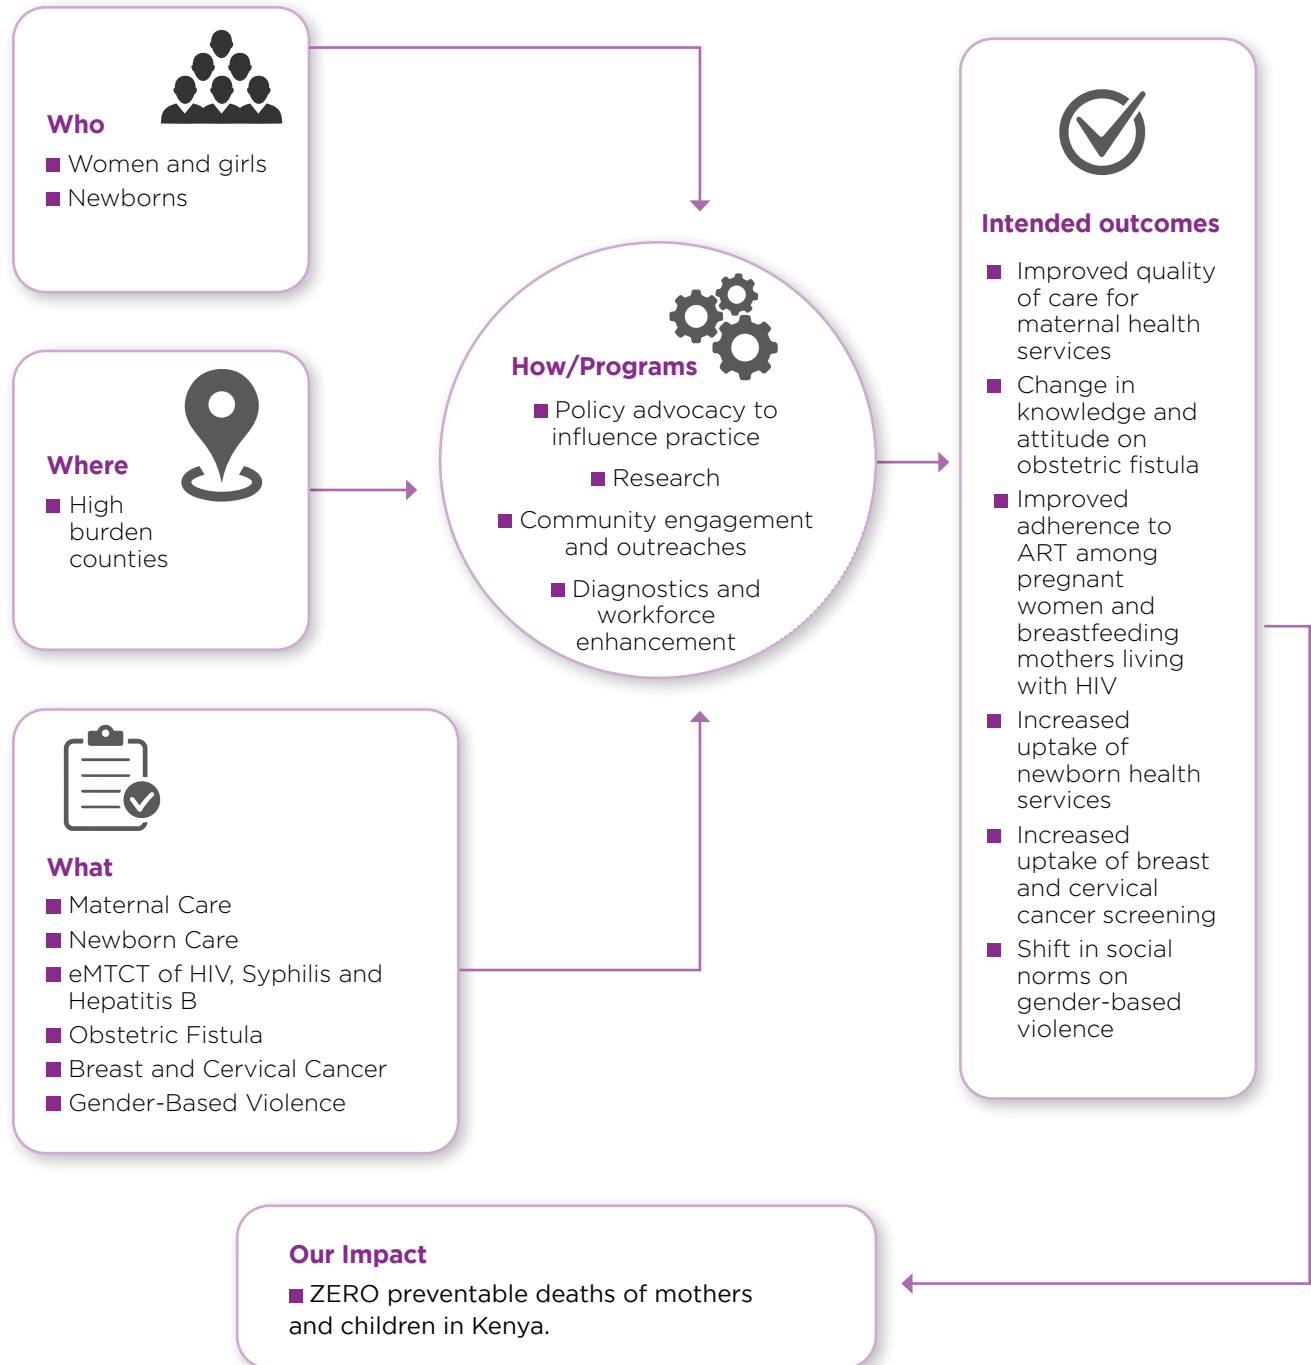 Who
Women and girls
Newborns
Where
High
burden
counties
What
Maternal Care
Newborn Care
eMTCT of HIV, Syphilis and
Hepatitis B
Obstetric Fistula
Breast and Cervical Cancer
Gender-Based Violence
How/Programs
Policy advocacy to
influence practice
Research
Community engagement
and outreaches
Diagnostics and
workforce
enhancement
Intended outcomes
Improved quality
of care for
maternal health
services
Change in
knowledge and
attitude on
obstetric fistula
Improved
adherence to
ART among
pregnant
women and
breastfeeding
mothers living
with HIV
Increased
uptake of
newborn health
services
Increased
uptake of breast
and cervical
cancer screening
Shift in social
norms on
gender-based
violence
Our Impact
ZERO preventable deaths of mothers
and children in Kenya.